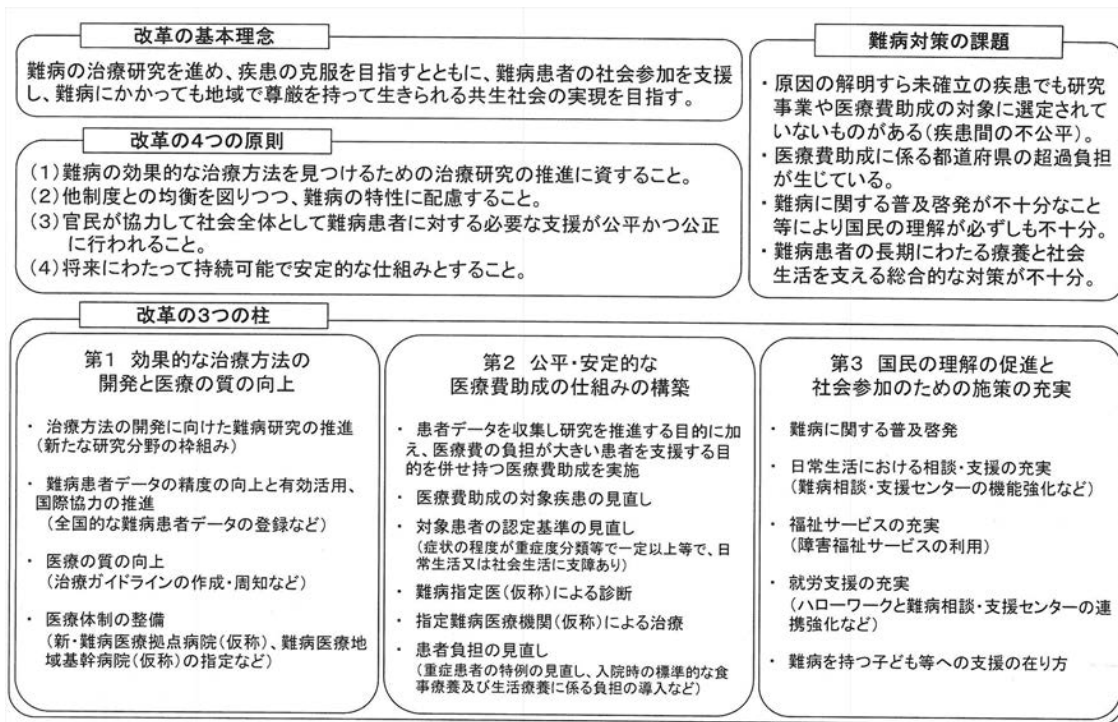 改革の基本理念
難病の治療研究を進め、疾患の克服を目指すとともに、難病患者の社会参加を支援
し、難病にかかっても地域で尊厳を持って生きられる共生社会の実現を目指す。
改革の4つの原則
(1)難病の効果的な治療方法を見つけるための治療研究の推進に資すること。
(2)他制度との均衡を図りつつ、難病の特性に配慮すること。
(3)官民が協力して社会全体として難病患者に対する必要な支援が公平かつ公正
に行われること。
(4)将来にわたって持続可能で安定的な仕組みとすること。
難病対策の課題
・原因の解明すら未確立の疾患でも研究
事業や医療費助成の対象に選定されて
いないものがある(疾患間の不公平)。
・医療費助成に係る都道府県の超過負担
が生じている。
・難病に関する普及啓発が不十分なこと
等により国民の理解が必ずしも不十分。
・難病患者の長期にわたる療養と社会
生活を支える総合的な対策が不十分。
改革の3つの柱
第1 効果的な治療方法の
開発と医療の質の向上
・ 治療方法の開発に向けた難病研究の推進
(新たな研究分野の枠組み)
・ 難病患者データの精度の向上と有効活用、
国際協力の推進
(全国的な難病患者データの登録など)
・ 医療の質の向上
(治療ガイドラインの作成・周知など)
・ 医療体制の整備
(新・難病医療拠点病院(仮称)、難病医療地
域基幹病院(仮称)の指定など)
第2 公平・安定的な
医療費助成の仕組みの構築
・ 患者データを収集し研究を推進する目的に加
え、医療費の負担が大きい患者を支援する目
的を併せ持つ医療費助成を実施
・ 医療費助成の対象疾患の見直し
・ 対象患者の認定基準の見直し
(症状の程度が重症度分類等で一定以上等で、日
常生活又は社会生活に支障あり)
・ 難病指定医(仮称)による診断
・ 指定難病医療機関(仮称)による治療
・ 患者負担の見直し
(重症患者の特例の見直し、入院時の標準的な食
事療養及び生活療養に係る負担の導入など)
第3 国民の理解の促進と
社会参加のための施策の充実
・ 難病に関する普及啓発
・ 日常生活における相談・支援の充実
(難病相談・支援センターの機能強化など)
・ 福祉サービスの充実
(障害福祉サービスの利用)
・ 就労支援の充実
(ハローワークと難病相談・支援センターの連
携強化など)
・ 難病を持つ子ども等への支援の在り方